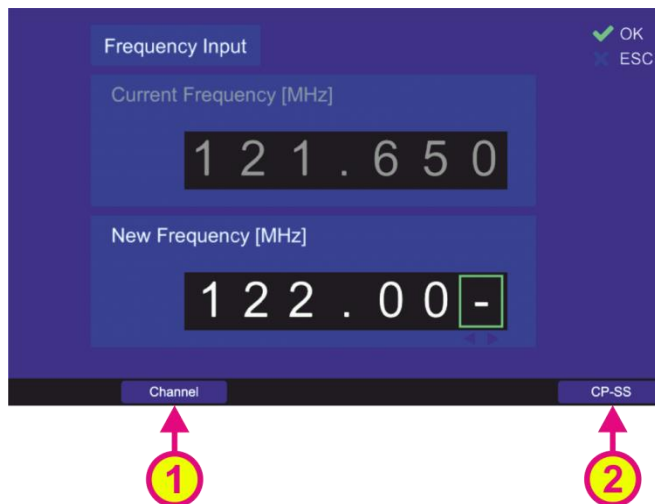 Frequency Input
OK
ESC
Current Frequency [MHz]
121.650
New Frequency [MHz]
122.00-
Channel
CP-SS
1
2